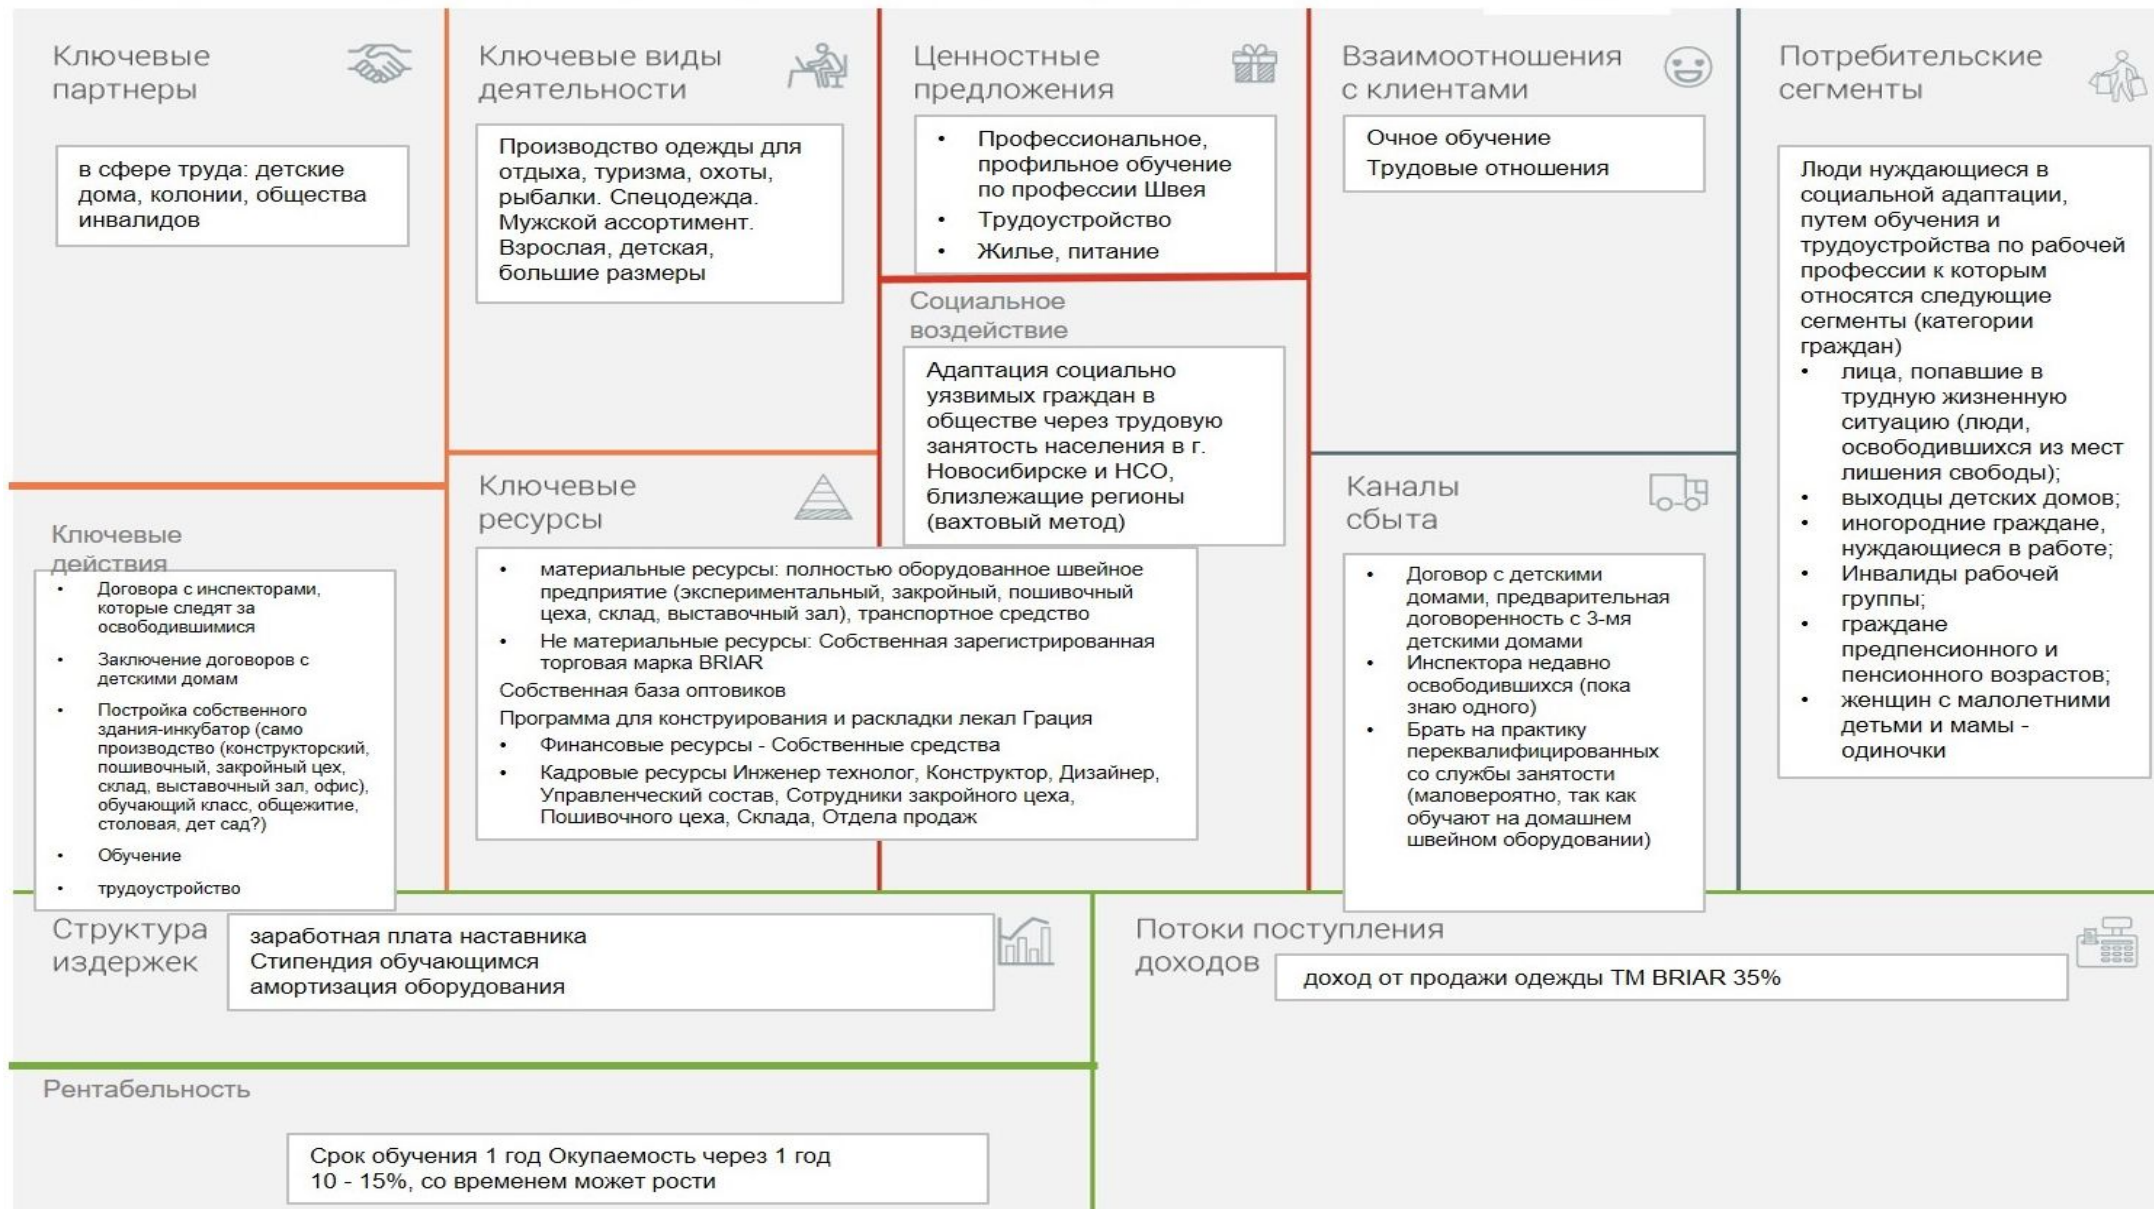 Ключевые
партнеры
в сфере труда: детские
дома, колонии, общества
инвалидов
Ключевые
действия
• Договора с инспекторами,
которые следят за
освободившимися
• Заключение договоров с
детскими домам
• Постройка собственного
здания-инкубатор (само
производство (конструкторский,
пошивочный, закройный цех,
склад, выставочный зал, офис),
обучающий класс, общежитие,
столовая, дет сад?)
• Обучение
• трудоустройство
Ключевые виды
деятельности
Производство одежды для
отдыха, туризма, охоты,
рыбалки. Спецодежда.
Мужской ассортимент.
Взрослая, детская,
большие размеры
Ключевые
ресурсы
• материальные ресурсы: полностью оборудованное швейное
предприятие (экспериментальный, закройный, пошивочный
цеха, склад, выставочный зал), транспортное средство
• Не материальные ресурсы: Собственная зарегистрированная
торговая марка BRIAR
Собственная база оптовиков
Программа для конструирования и раскладки лекал Грация
• Финансовые ресурсы - Собственные средства
• Кадровые ресурсы Инженер технолог, Конструктор, Дизайнер,
Управленческий состав, Сотрудники закройного цеха,
Пошивочного цеха, Склада, Отдела продаж
Ценностные
предложения
• Профессиональное,
профильное обучение
по профессии Швея
• Трудоустройство
• Жилье, питание
Социальное
воздействие
Адаптация социально
уязвимых граждан в
обществе через трудовую
занятость населения в г.
Новосибирске и НСО,
близлежащие регионы
(вахтовый метод)
Взаимоотношения
с клиентами
Очное обучение
Трудовые отношения
Каналы
сбыта
• Договор с детскими
домами, предварительная
договоренность с 3-мя
детскими домами
• Инспектора недавно
освободившихся (пока
знаю одного)
• Брать на практику
переквалифицированных
со службы занятости
(маловероятно, так как
обучают на домашнем
швейном оборудовании)
Потребительские
сегменты
Люди нуждающиеся в
социальной адаптации,
путем обучения и
трудоустройства по рабочей
профессии к которым
относятся следующие
сегменты (категории
граждан)
• лица, попавшие в
трудную жизненную
ситуацию (люди,
освободившихся из мест
лишения свободы);
• выходцы детских домов;
• иногородние граждане,
нуждающиеся в работе;
• Инвалиды рабочей
группы;
• граждане
предпенсионного и
пенсионного возрастов;
• женщин с малолетними
детьми и мамы -
одиночки
Структура
издержек
заработная плата наставника
Стипендия обучающимся
амортизация оборудования
Потоки поступления
доходов
доход от продажи одежды ТМ BRIAR 35%
Рентабельность
Срок обучения 1 год Окупаемость через 1 год
10 - 15%, со временем может рости